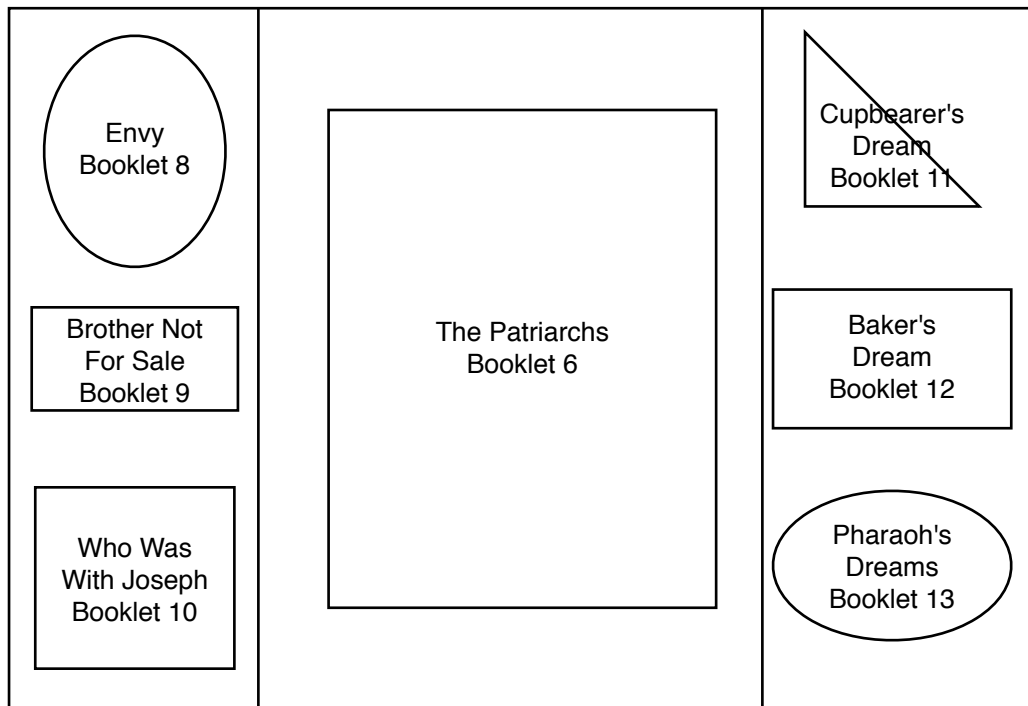 Envy
Booklet 8
Brother Not
For Sale
Booklet 9
Who Was
With Joseph
Booklet 10
The Patriarchs
Booklet 6
Cupbearer's
Dream
Booklet 11
Baker's
Dream
Booklet 12
Pharaoh's
Dreams
Booklet 13